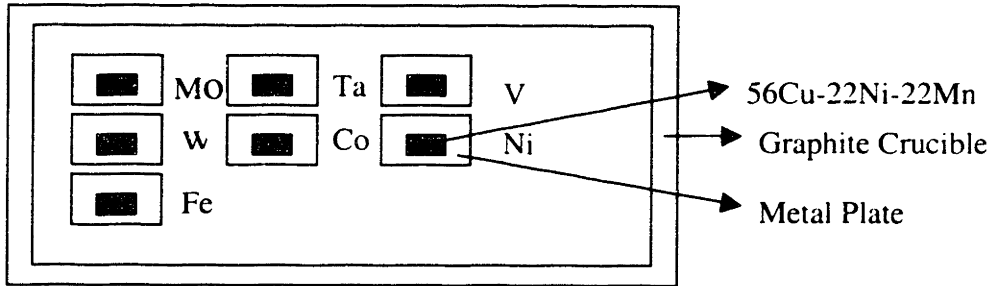 MO Ta V
W Co Ni
Fe
56Cu-22Ni-22Mn
Graphite Crucible
Metal Plate